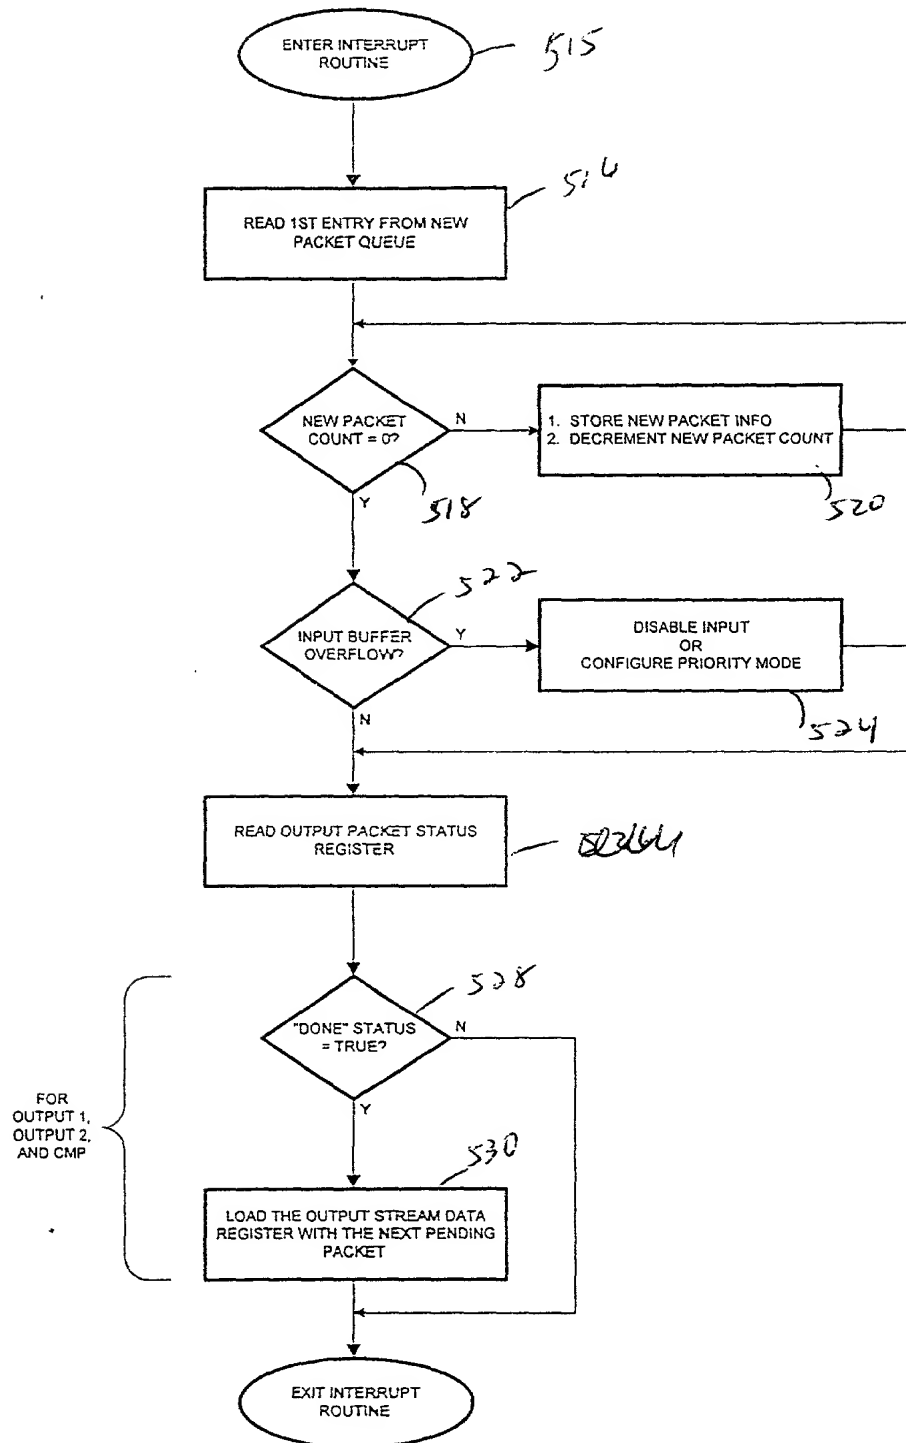 ENTER INTERRUPT
ROUTINE
515
READ 1ST ENTRY FROM NEW
PACKET QUEUE
NEW PACKET
COUNT = 0?
N
1. STORE NEW PACKET INFO
2. DECREMENT NEW PACKET COUNT
Y
518
520
522
INPUT BUFFER
OVERFLOW?
Y
DISABLE INPUT
OR
CONFIGURE PRIORITY MODE
N
524
READ OUTPUT PACKET STATUS
REGISTER
528
"DONE" STATUS
= TRUE?
N
Y
FOR
OUTPUT 1,
OUTPUT 2,
AND CMP
530
LOAD THE OUTPUT STREAM DATA
REGISTER WITH THE NEXT PENDING
PACKET
EXIT INTERRUPT
ROUTINE